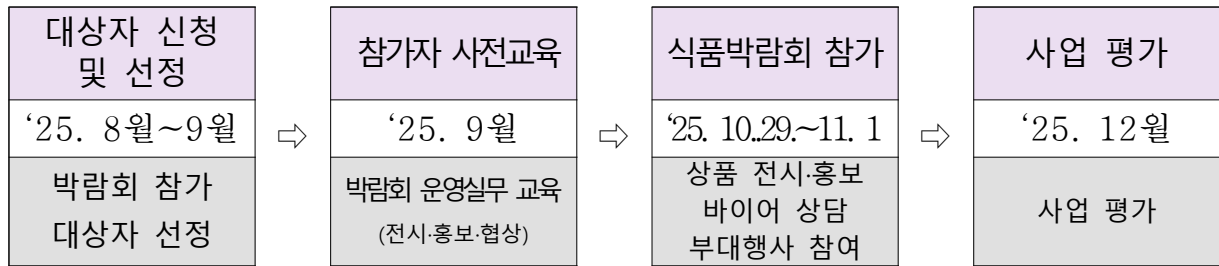 대상자 신청
및 선정
'25. 8월~9월
박람회 참가
대상자 선정
⇨
참가자 사전교육
'25. 9월
박람회 운영실무 교육
(전시·홍보·협상)
⇨
식품박람회 참가
'25. 10..29.~11. 1
상품 전시·홍보
바이어 상담
부대행사 참여
⇨
사업 평가
'25. 12월
사업 평가